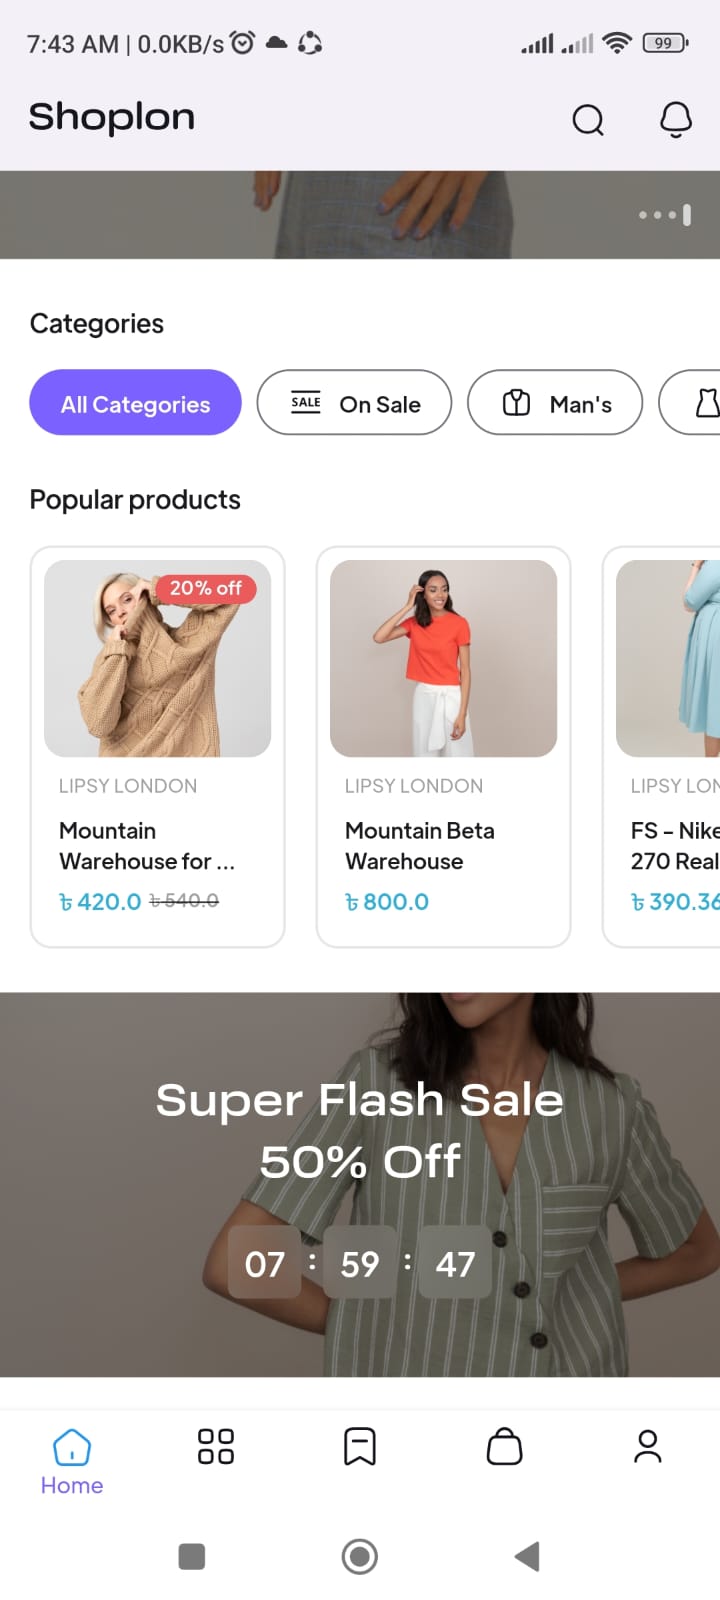 7:43 AM | 0.0KB/s
99
Shoplon
Categories
All Categories
SALE On Sale
Man's
Popular products
20% off
LIPSY LONDON
Mountain
Warehouse for ...
৳ 420.0 ৳ 540.0
LIPSY LONDON
Mountain Beta
Warehouse
৳ 800.0
LIPSY LON
FS - Nike
270 Real
৳ 390.36
Super Flash Sale
50% Off
07 : 59 : 47
Home